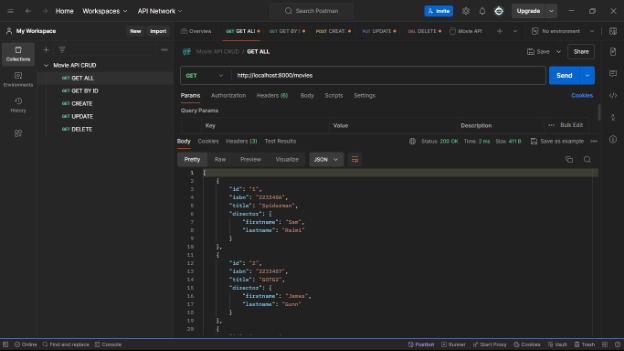 Home Workspaces API Network Search Postman Invite Upgrade
My Workspace New Import Overview GET GET ALL GET GET BY I POST CREAT PUT UPDATE DEL DELETE Movie API No environment
Collections
Movie API CRUD / GET ALL Save Share
Movie API CRUD
GET GET ALL
GET http://localhost:8000/movies Send
Environments
GET GET BY ID
GET CREATE
Params Authorization Headers (6) Body Scripts Settings Cookies
History
GET UPDATE
Query Params
GET DELETE
Key Value Description Bulk Edit
Body Cookies Headers (3) Test Results Status: 200 OK Time: 2 ms Size: 411 B Save as example
Pretty Raw Preview Visualize JSON
1 [
2 {
3 "id": "1",
4 "isbn": "3233456",
5 "title": "Spiderman",
6 "director": {
7 "firstname": "Sam",
8 "lastname": "Raimi"
9 }
10 },
11 {
12 "id": "2",
13 "isbn": "3233457",
14 "title": "GOTG2",
15 "director": {
16 "firstname": "James",
17 "lastname": "Gunn"
18 }
19 },
20 {
Online Find and replace Console Postbot Runner Start Proxy Cookies Vault Trash